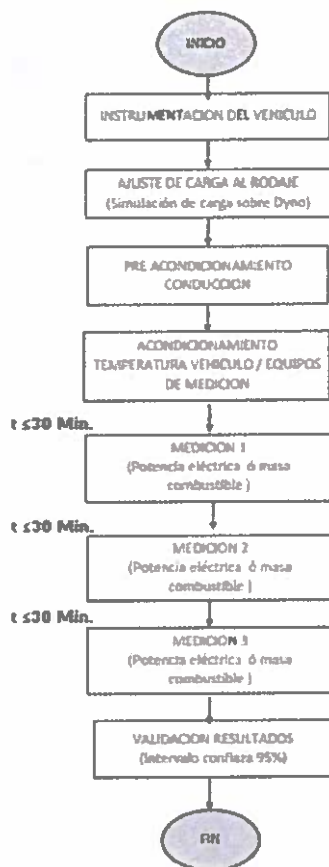 INICIO
INSTRUMENTACION DEL VEHICULO
AJUSTE DE CARGA AL RODAJE
(Simulación de carga sobre Dyno)
PRE ACONDICIONAMIENTO
CONDUCCION
ACONDICIONAMIENTO
TEMPERATURA VEHICULO / EQUIPOS
DE MEDICION
t ≤30 Min.
MEDICION 1
(Potencia eléctrica ó masa
combustible )
t ≤30 Min.
MEDICION 2
(Potencia eléctrica ó masa
combustible )
t ≤30 Min.
MEDICION 3
(Potencia eléctrica ó masa
combustible )
VALIDACION RESULTADOS
(Intervalo confiaza 95%)
FIN